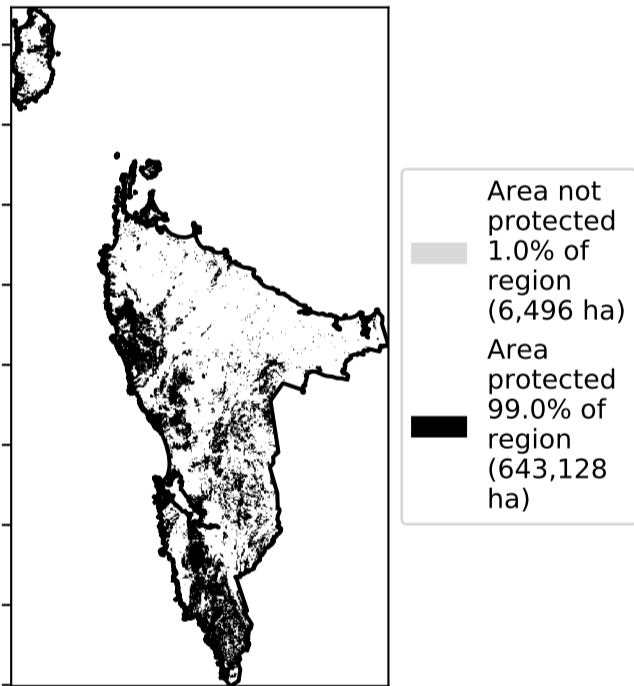 Area not
protected
1.0% of
region
(6,496 ha)
Area
protected
99.0% of
region
(643,128
ha)